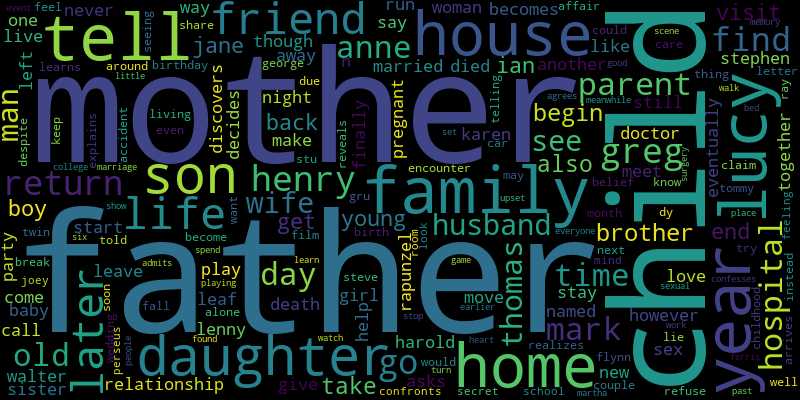 event feel never way share one live seeing
tell friend jane though away
run say woman becomes affair
anne like could another
house find visit
scene care memory good
stephen thing letter
around birthday george due little
learns left man
mother child
married died ian n
discovers decides night back make
telling pregnant karen car
parent still begin doctor
see also greg meet
lucy eventually together ray walk bed
despite keep explains accident living even
son henry stu reveals finally
set agrees meanwhile encounter
may upset gru
belief know surgery tommy claim
college marriage return
life wife family husband
boy show want get young
twin start told become spend film birth
father
room look rapunzel
dy place brother year end hospital feeling
month
party six admits learn
break leave play playing day
steve girl game everyone
thomas time next mind try
stay love confesses childhood
come joey baby soon later
leaf alone death help
move named however work instead
call fall lenny stop earlier
mark lie sex arrives
old wedding perseus people
daughter found watch harold
go would turn heart realizes
flynn new couple ferris
walter sister relationship
give take asks confronts
home secret school martha
refuse past well sexual